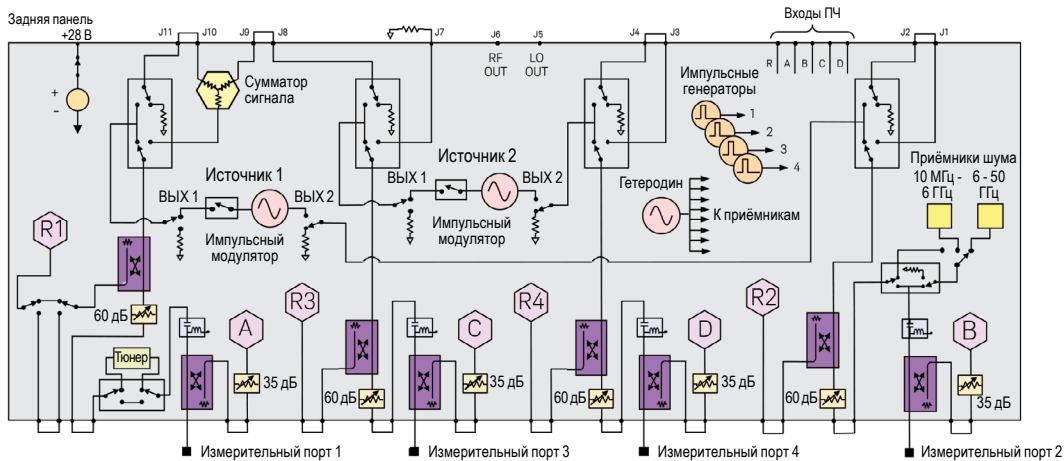 Задняя панель
+28 В
J11
J10
J9
J8
J7
J6
J5
J4
J3
Входы ПЧ
J2
J1
RF
OUT
LO
OUT
R
A
B
C
D
+
-
Сумматор
сигнала
Импульсные
генераторы
1
2
3
4
Источник 1
ВЫХ 1
ВЫХ 2
Импульсный
модулятор
Источник 2
ВЫХ 1
ВЫХ 2
Импульсный
модулятор
Гетеродин
К приёмникам
Приёмники шума
10 МГц -
6 ГГц
6 - 50
ГГц
R1
60 дБ
Тюнер
A
35 дБ
R3
60 дБ
C
35 дБ
R4
60 дБ
D
35 дБ
R2
60 дБ
B
35 дБ
Измерительный порт 1
Измерительный порт 3
Измерительный порт 4
Измерительный порт 2